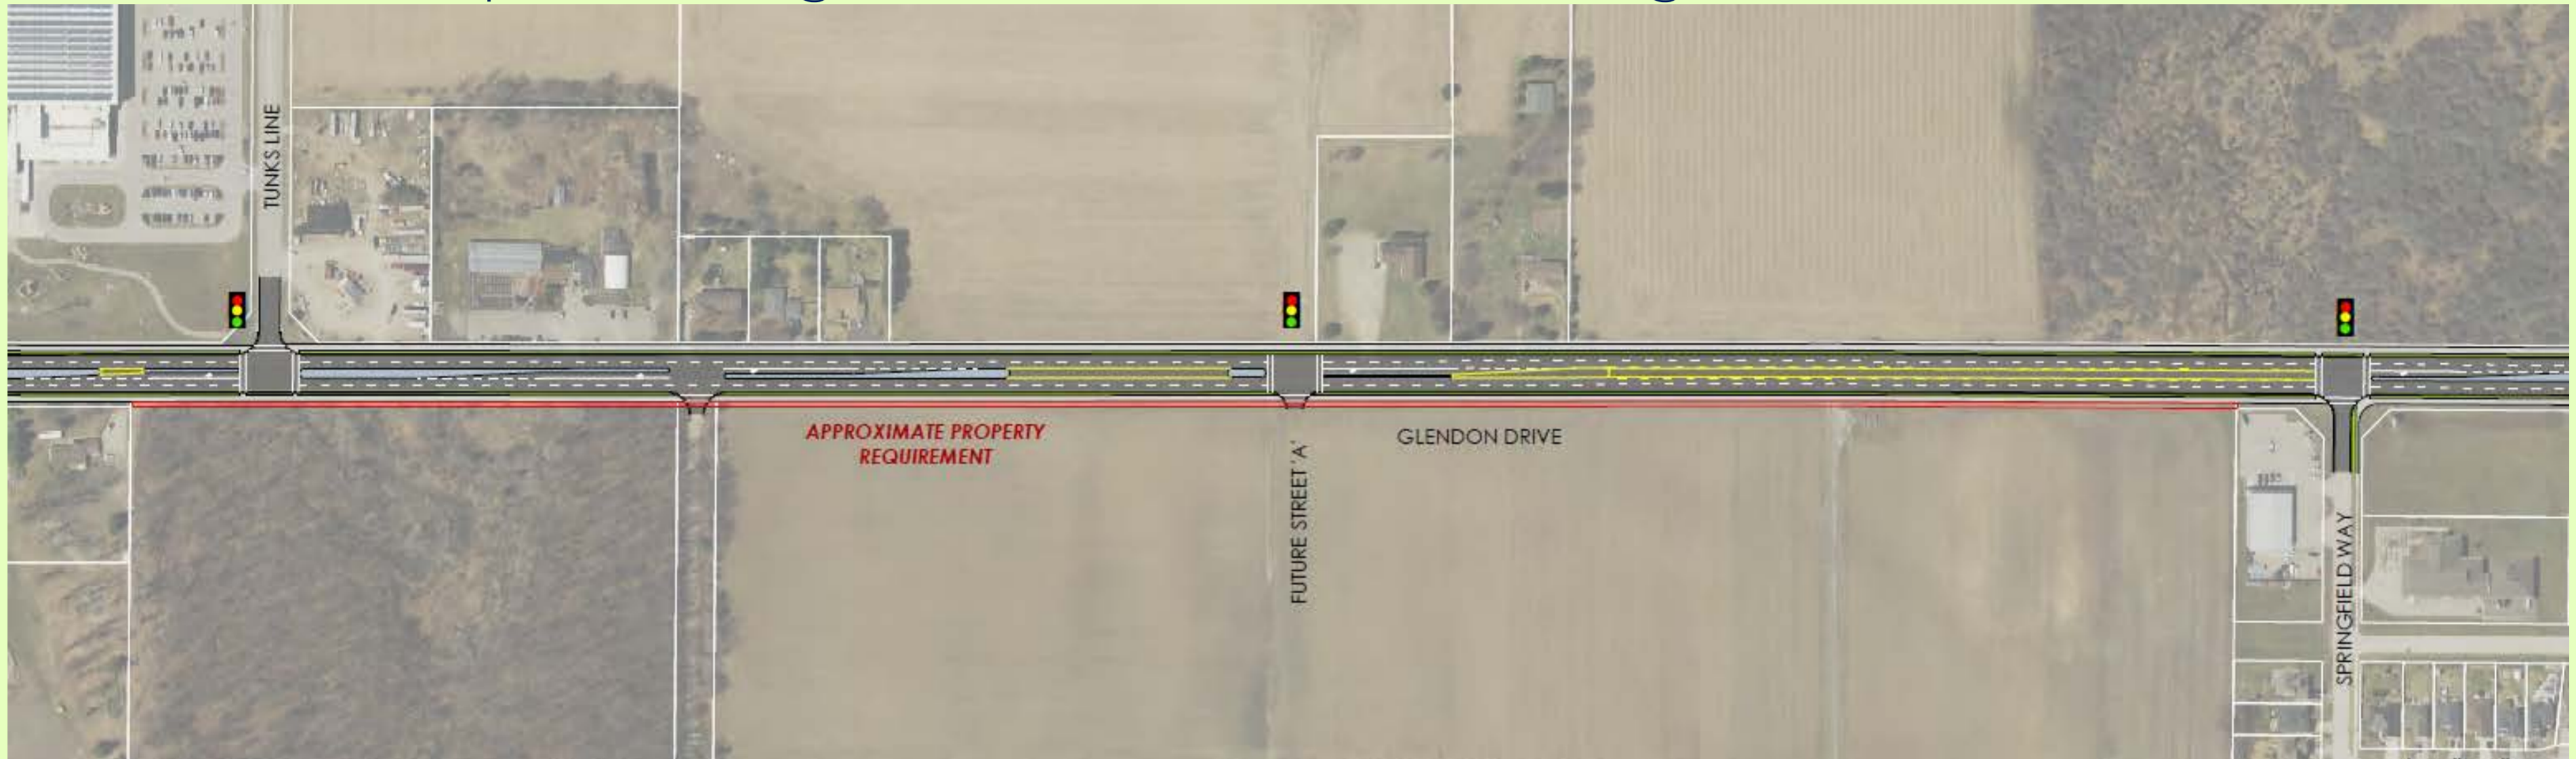 TUNKS LINE
APPROXIMATE PROPERTY
REQUIREMENT
FUTURE STREET 'A'
GLENDON DRIVE
SPRINGFIELD WAY